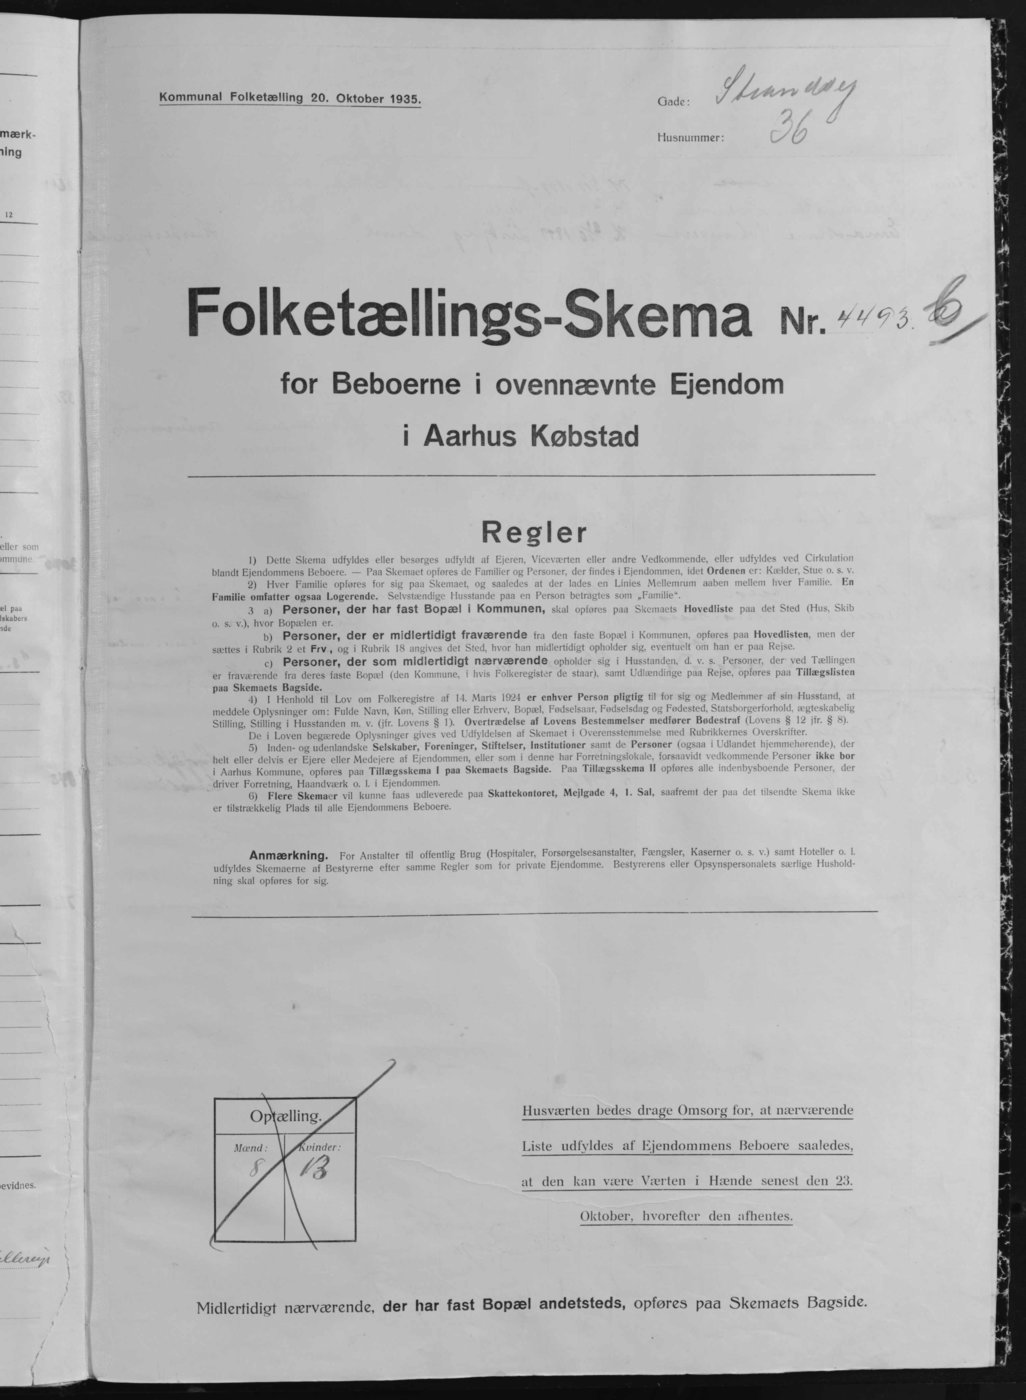 mærk-
ning
12
eller som
ommune
el paa
lskabers
evidnes.
Kommunal Folketælling 20. Oktober 1935.
Gade: Strandvej
Husnummer: 36
Folketællings-Skema Nr. 4493.
for Beboerne i ovennævnte Ejendom
i Aarhus Købstad
Regler
1) Dette Skema udfyldes eller besørges udfyldt af Ejeren, Viceværten eller andre Vedkommende, eller udfyldes ved Cirkulation
blandt Ejendommens Beboere. — Paa Skemaet opføres de Familier og Personer, der findes i Ejendommen, idet Ordenen er: Kælder, Stue o. s. v.
2) Hver Familie opføres for sig paa Skemaet, og saaledes at der lades en Linies Mellemrum aaben mellem hver Familie. En
Familie omfatter ogsaa Logerende. Selvstændige Husstande paa en Person betragtes som „Familie“.
3 a) Personer, der har fast Bopæl i Kommunen, skal opføres paa Skemaets Hovedliste paa det Sted (Hus, Skib
o. s. v.), hvor Bopælen er.
b) Personer, der er midlertidigt fraværende fra den faste Bopæl i Kommunen, opføres paa Hovedlisten, men der
sættes i Rubrik 2 et Frv., og i Rubrik 18 angives det Sted, hvor han midlertidigt opholder sig, eventuelt om han er paa Rejse.
c) Personer, der som midlertidigt nærværende opholder sig i Husstanden, d. v. s. Personer, der ved Tællingen
er fraværende fra deres faste Bopæl (den Kommune, i hvis Folkeregister de staar), samt Udlændinge paa Rejse, opføres paa Tillægslisten
paa Skemaets Bagside.
4) I Henhold til Lov om Folkeregistre af 14. Marts 1924 er enhver Person pligtig til for sig og Medlemmer af sin Husstand, at
meddele Oplysninger om: Fulde Navn, Køn, Stilling eller Erhverv, Bopæl, Fødselsaar, Fødselsdag og Fødested, Statsborgerforhold, ægteskabelig
Stilling, Stilling i Husstanden m. v. (jfr. Lovens § 1). Overtrædelse af Lovens Bestemmelser medfører Bødestraf (Lovens § 12 jfr. § 8).
De i Loven begærede Oplysninger gives ved Udfyldelsen af Skemaet i Overensstemmelse med Rubrikkernes Overskrifter.
5) Inden- og udenlandske Selskaber, Foreninger, Stiftelser, Institutioner samt de Personer (ogsaa i Udlandet hjemmehørende), der
helt eller delvis er Ejere eller Medejere af Ejendommen, eller som i denne har Forretningslokale, forsaavidt vedkommende Personer ikke bor
i Aarhus Kommune, opføres paa Tillægsskema I paa Skemaets Bagside. Paa Tillægsskema II opføres alle indenbysboende Personer, der
driver Forretning, Haandværk o. l. i Ejendommen.
6) Flere Skemaer vil kunne faas udleverede paa Skattekontoret, Mejlgade 4, 1. Sal, saafremt der paa det tilsendte Skema ikke
er tilstrækkelig Plads til alle Ejendommens Beboere.
Anmærkning. For Anstalter til offentlig Brug (Hospitaler, Forsørgelsesanstalter, Fængsler, Kaserner o. s. v.) samt Hoteller o. l.
udfyldes Skemaerne af Bestyrerne efter samme Regler som for private Ejendomme. Bestyrerens eller Opsynspersonalets særlige Hushold-
ning skal opføres for sig.
Optælling.
Mænd: Kvinder:
8 13
Husværten bedes drage Omsorg for, at nærværende
Liste udfyldes af Ejendommens Beboere saaledes,
at den kan være Værten i Hænde senest den 23.
Oktober, hvorefter den afhentes.
Midlertidigt nærværende, der har fast Bopæl andetsteds, opføres paa Skemaets Bagside.